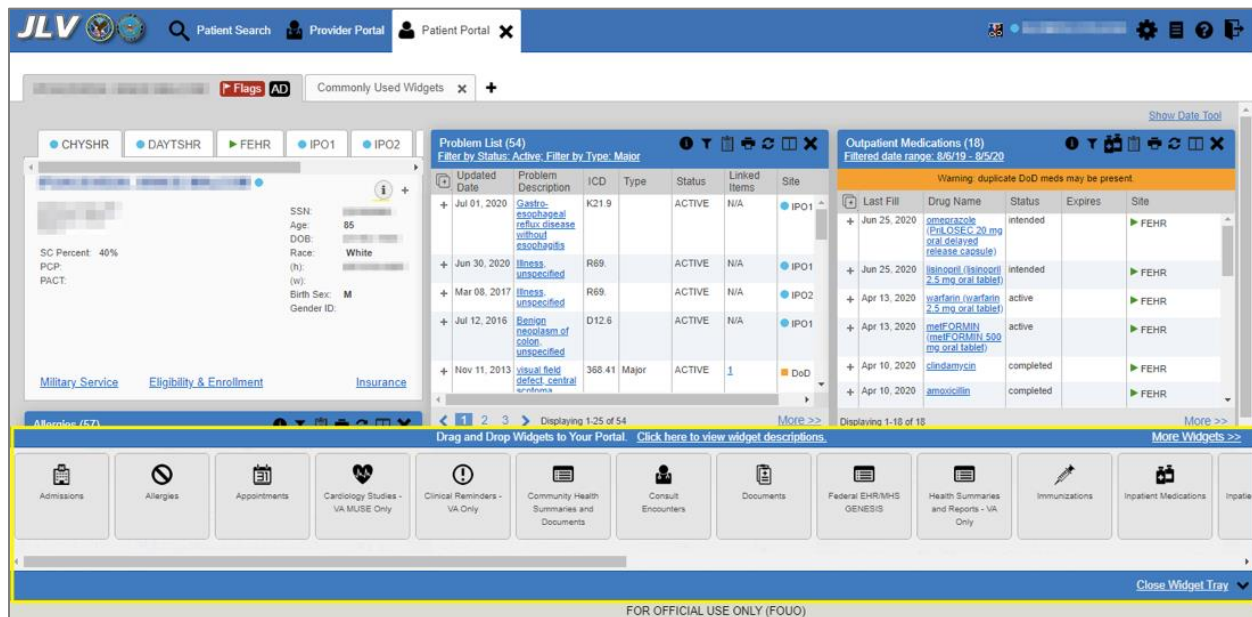 JLV
Patient Search
Provider Portal
Patient Portal
Flags
AD
Commonly Used Widgets
Show Date Tool
CHYSHR
DAYTSHR
FEHR
IPO1
IPO2
SSN:
Age: 85
DOB:
SC Percent: 40%
Race: White
PCP:
(h):
PACT:
(w):
Birth Sex: M
Gender ID:
Military Service
Eligibility & Enrollment
Insurance
Allergies (57)
Problem List (54)
Filter by Status: Active; Filter by Type: Major
Updated Date
Problem Description
ICD
Type
Status
Linked Items
Site
Jul 01, 2020
Gastro-
esophageal
reflux disease
without
esophagitis
K21.9
ACTIVE
N/A
IPO1
Jun 30, 2020
Illness,
unspecified
R69.
ACTIVE
N/A
IPO1
Mar 08, 2017
Illness,
unspecified
R69.
ACTIVE
N/A
IPO2
Jul 12, 2016
Benign
neoplasm of
colon,
unspecified
D12.6
ACTIVE
N/A
IPO1
Nov 11, 2013
visual field
defect, central
scotoma
368.41
Major
ACTIVE
1
DoD
1 2 3
Displaying 1-25 of 54
More >>
Outpatient Medications (18)
Filtered date range: 8/6/19 - 8/5/20
Warning: duplicate DoD meds may be present.
Last Fill
Drug Name
Status
Expires
Site
Jun 25, 2020
omeprazole
(PriLOSEC 20 mg
oral delayed
release capsule)
intended
FEHR
Jun 25, 2020
lisinopril (lisinopril
2.5 mg oral tablet)
intended
FEHR
Apr 13, 2020
warfarin (warfarin
2.5 mg oral tablet)
active
FEHR
Apr 13, 2020
metFORMIN
(metFORMIN 500
mg oral tablet)
active
FEHR
Apr 10, 2020
clindamycin
completed
FEHR
Apr 10, 2020
amoxicillin
completed
FEHR
Displaying 1-18 of 18
More >>
Drag and Drop Widgets to Your Portal. Click here to view widget descriptions.
More Widgets >>
Admissions
Allergies
Appointments
Cardiology Studies -
VA MUSE Only
Clinical Reminders -
VA Only
Community Health
Summaries and
Documents
Consult
Encounters
Documents
Federal EHR/MHS
GENESIS
Health Summaries
and Reports - VA
Only
Immunizations
Inpatient Medications
Close Widget Tray
FOR OFFICIAL USE ONLY (FOUO)